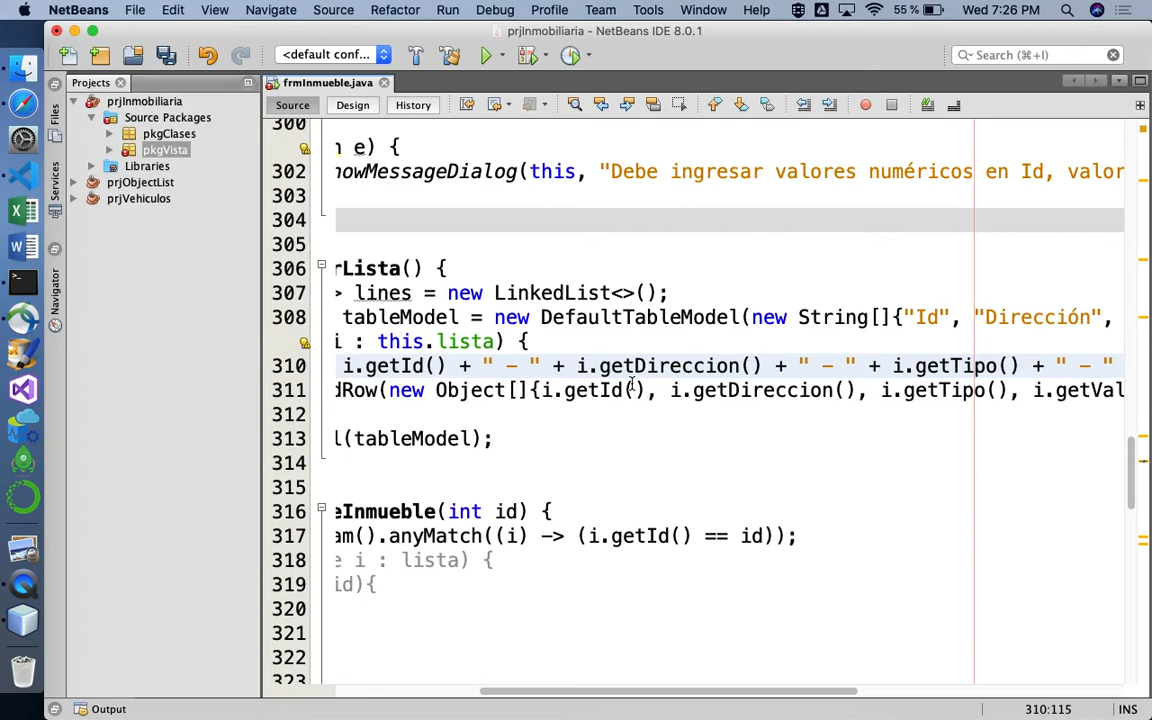 NetBeans File Edit View Navigate Source Refactor Run Debug Profile Team Tools Window Help 55 % Wed 7:26 PM
prjInmobiliaria - NetBeans IDE 8.0.1
<default conf... Search (⌘+I)
Projects
frmInmueble.java
prjInmobiliaria
Source Packages
pkgClases
pkgVista
Libraries
prjObjectList
prjVehiculos
Files
Services
Navigator
Source Design History
300
n e) {
302 howMessageDialog(this, "Debe ingresar valores numéricos en Id, valor
303
304
305
306 rLista() {
307 > lines = new LinkedList<>();
308 tableModel = new DefaultTableModel(new String[]{"Id", "Dirección",
i : this.lista) {
310 i.getId() + " – " + i.getDireccion() + " – " + i.getTipo() + " – "
311 dRow(new Object[]{i.getId(), i.getDireccion(), i.getTipo(), i.getVal
312
313 l(tableModel);
314
315
316 eInmueble(int id) {
317 am().anyMatch((i) -> (i.getId() == id));
318 e i : lista) {
319 id){
320
321
322
323
Output
310:115 INS